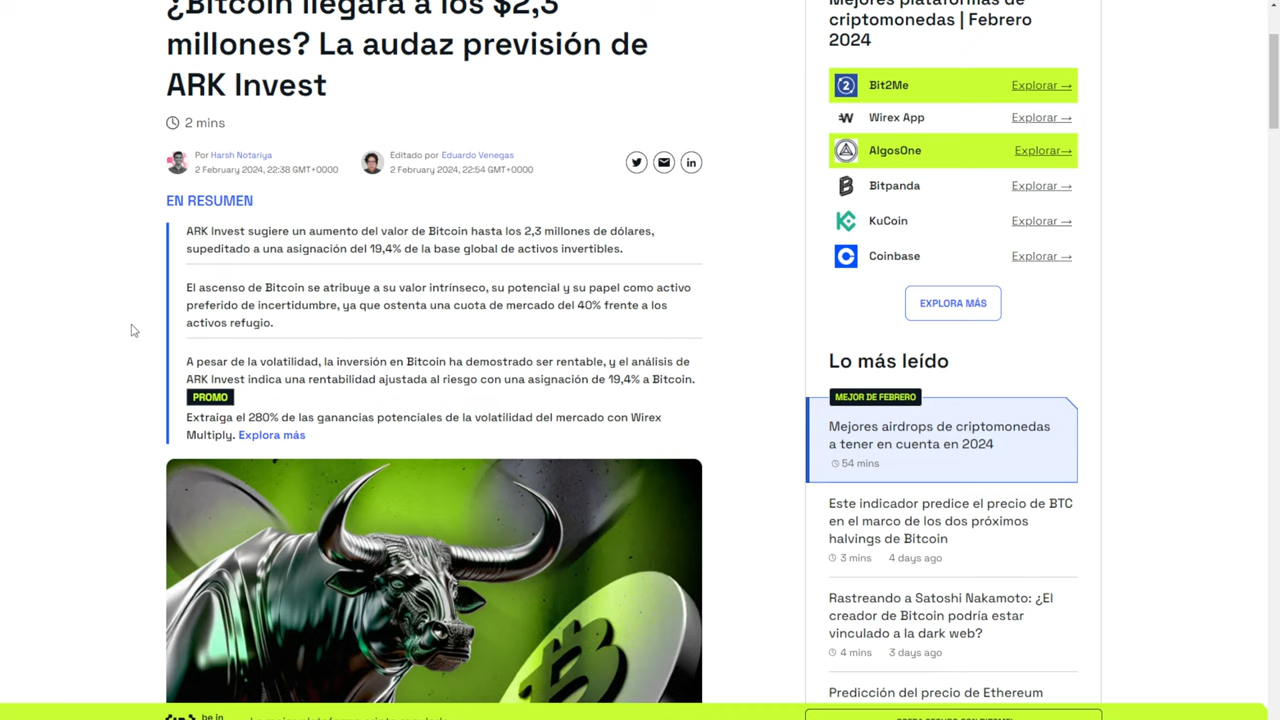 ¿Bitcoin llegará a los $2,3
millones? La audaz previsión de
ARK Invest
2 mins
Por Harsh Notariya
2 February 2024, 22:38 GMT+0000
Editado por Eduardo Venegas
2 February 2024, 22:54 GMT+0000
EN RESUMEN
ARK Invest sugiere un aumento del valor de Bitcoin hasta los 2,3 millones de dólares,
supeditado a una asignación del 19,4% de la base global de activos invertibles.
El ascenso de Bitcoin se atribuye a su valor intrínseco, su potencial y su papel como activo
preferido de incertidumbre, ya que ostenta una cuota de mercado del 40% frente a los
activos refugio.
A pesar de la volatilidad, la inversión en Bitcoin ha demostrado ser rentable, y el análisis de
ARK Invest indica una rentabilidad ajustada al riesgo con una asignación de 19,4% a Bitcoin.
PROMO
Extraiga el 280% de las ganancias potenciales de la volatilidad del mercado con Wirex
Multiply. Explora más
Mejores plataformas de
criptomonedas | Febrero
2024
Bit2Me Explorar →
Wirex App Explorar →
AlgosOne Explorar→
Bitpanda Explorar →
KuCoin Explorar →
Coinbase Explorar →
EXPLORA MÁS
Lo más leído
MEJOR DE FEBRERO
Mejores airdrops de criptomonedas
a tener en cuenta en 2024
54 mins
Este indicador predice el precio de BTC
en el marco de los dos próximos
halvings de Bitcoin
3 mins 4 days ago
Rastreando a Satoshi Nakamoto: ¿El
creador de Bitcoin podría estar
vinculado a la dark web?
4 mins 3 days ago
Predicción del precio de Ethereum
be in